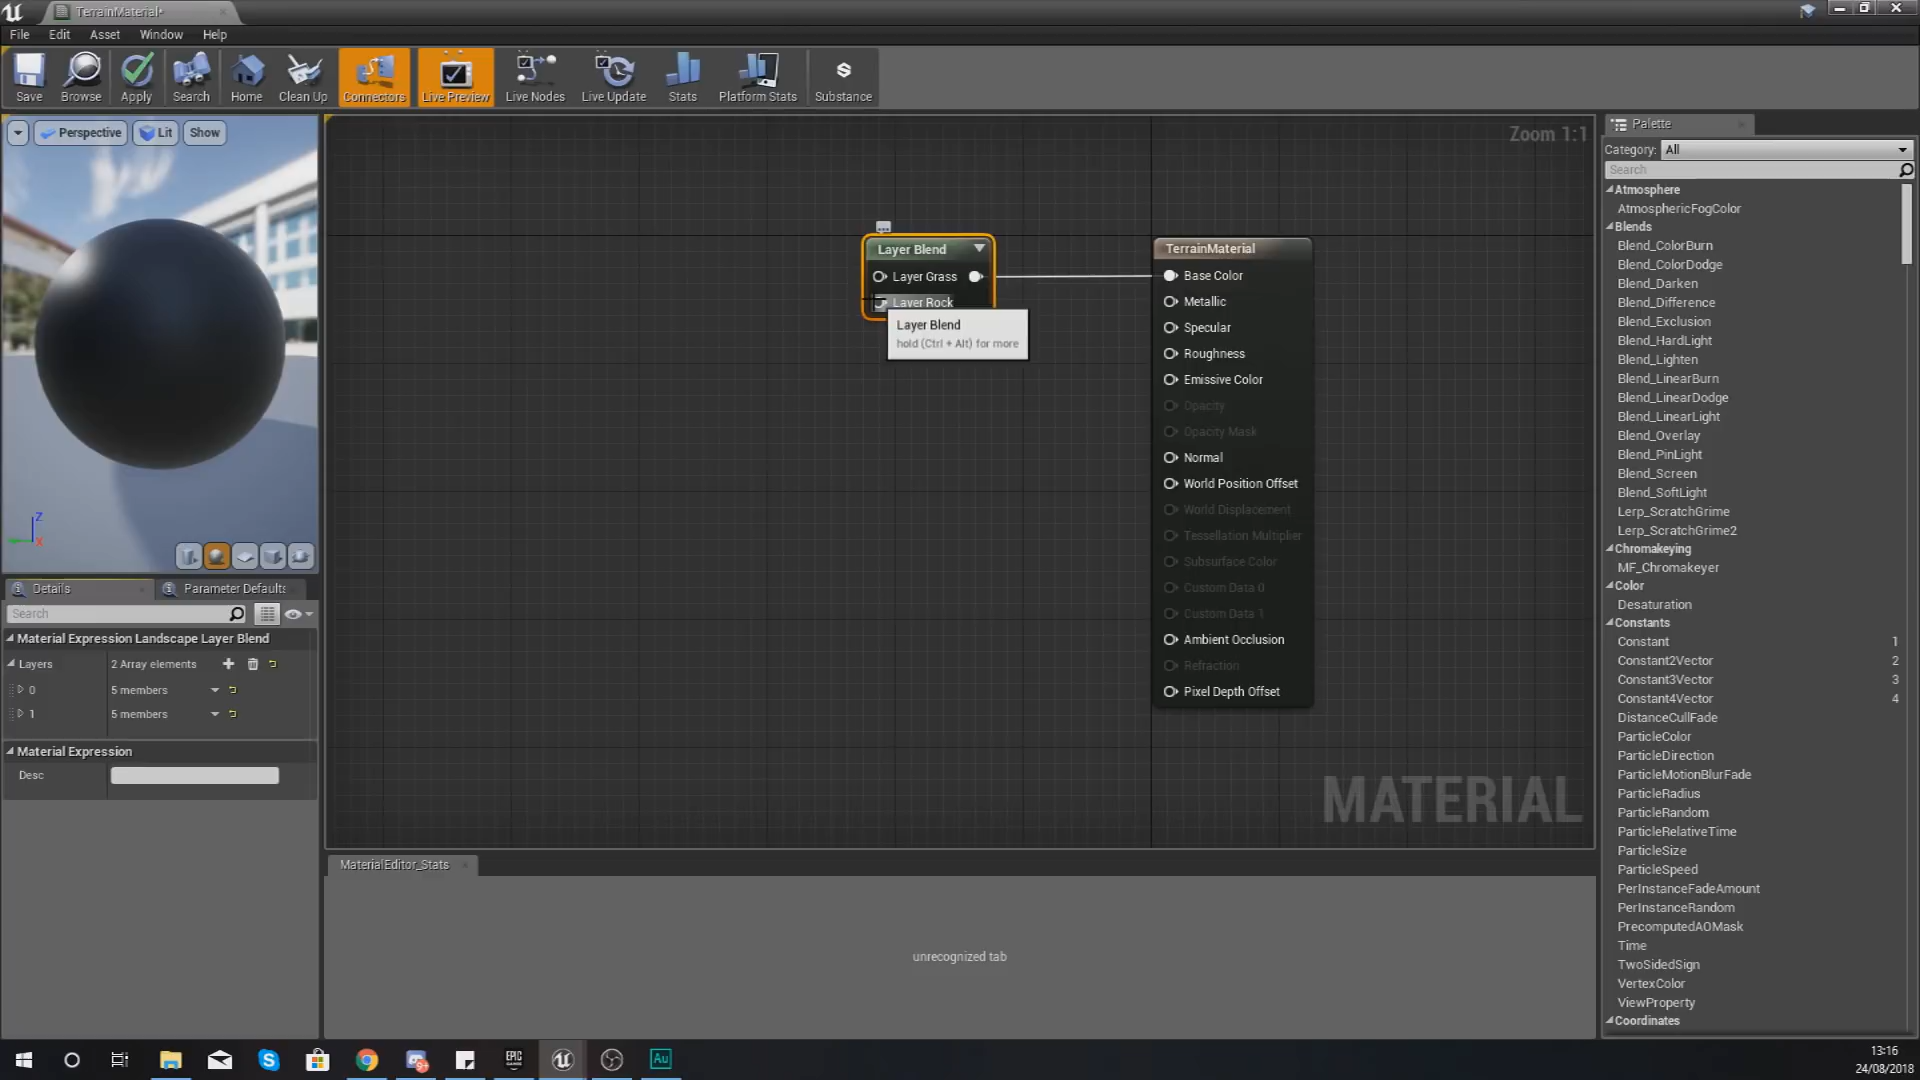 TerrainMaterial*
File Edit Asset Window Help
Save Browse Apply Search Home Clean Up Connectors Live Preview Live Nodes Live Update Stats Platform Stats Substance
Perspective Lit Show
Zoom 1:1
Layer Blend
Layer Grass
Layer Rock
Layer Blend
hold (Ctrl + Alt) for more
TerrainMaterial
Base Color
Metallic
Specular
Roughness
Emissive Color
Opacity
Opacity Mask
Normal
World Position Offset
World Displacement
Tessellation Multiplier
Subsurface Color
Custom Data 0
Custom Data 1
Ambient Occlusion
Refraction
Pixel Depth Offset
MATERIAL
Z
X
Details Parameter Defaults
Search
Material Expression Landscape Layer Blend
Layers 2 Array elements
0 5 members
1 5 members
Material Expression
Desc
MaterialEditor_Stats
unrecognized tab
Palette
Category: All
Search
Atmosphere
AtmosphericFogColor
Blends
Blend_ColorBurn
Blend_ColorDodge
Blend_Darken
Blend_Difference
Blend_Exclusion
Blend_HardLight
Blend_Lighten
Blend_LinearBurn
Blend_LinearDodge
Blend_LinearLight
Blend_Overlay
Blend_PinLight
Blend_Screen
Blend_SoftLight
Lerp_ScratchGrime
Lerp_ScratchGrime2
Chromakeying
MF_Chromakeyer
Color
Desaturation
Constants
Constant 1
Constant2Vector 2
Constant3Vector 3
Constant4Vector 4
DistanceCullFade
ParticleColor
ParticleDirection
ParticleMotionBlurFade
ParticleRadius
ParticleRandom
ParticleRelativeTime
ParticleSize
ParticleSpeed
PerInstanceFadeAmount
PerInstanceRandom
PrecomputedAOMask
Time
TwoSidedSign
VertexColor
ViewProperty
Coordinates
EPIC
GAMES
Au
13:16
24/08/2018